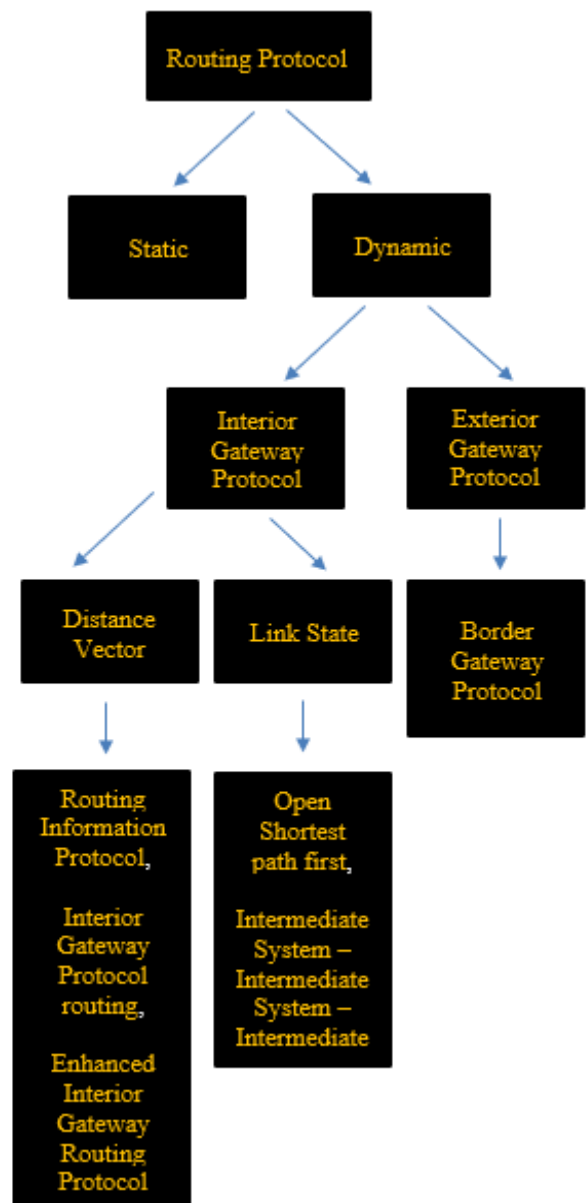 Routing Protocol
Static
Dynamic
Interior
Gateway
Protocol
Exterior
Gateway
Protocol
Distance
Vector
Link State
Border
Gateway
Protocol
Routing
Information
Protocol,
Interior
Gateway
Protocol
routing,
Enhanced
Interior
Gateway
Routing
Protocol
Open
Shortest
path first,
Intermediate
System –
Intermediate
System –
Intermediate